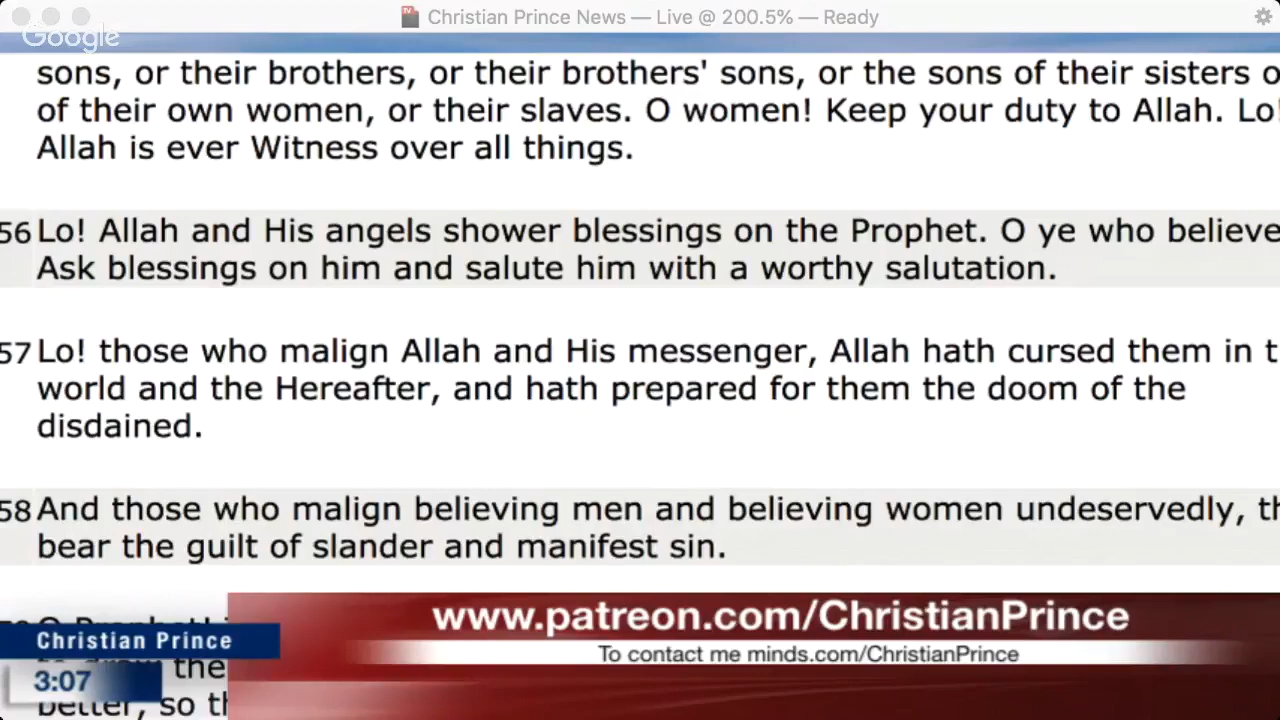 Christian Prince News — Live @ 200.5% — Ready
Google
sons, or their brothers, or their brothers' sons, or the sons of their sisters o
of their own women, or their slaves. O women! Keep your duty to Allah. Lo!
Allah is ever Witness over all things.
56 Lo! Allah and His angels shower blessings on the Prophet. O ye who believe
Ask blessings on him and salute him with a worthy salutation.
57 Lo! those who malign Allah and His messenger, Allah hath cursed them in t
world and the Hereafter, and hath prepared for them the doom of the
disdained.
58 And those who malign believing men and believing women undeservedly, th
bear the guilt of slander and manifest sin.
O Prophet!
the
better, so th
Christian Prince
3:07
www.patreon.com/ChristianPrince
To contact me minds.com/ChristianPrince